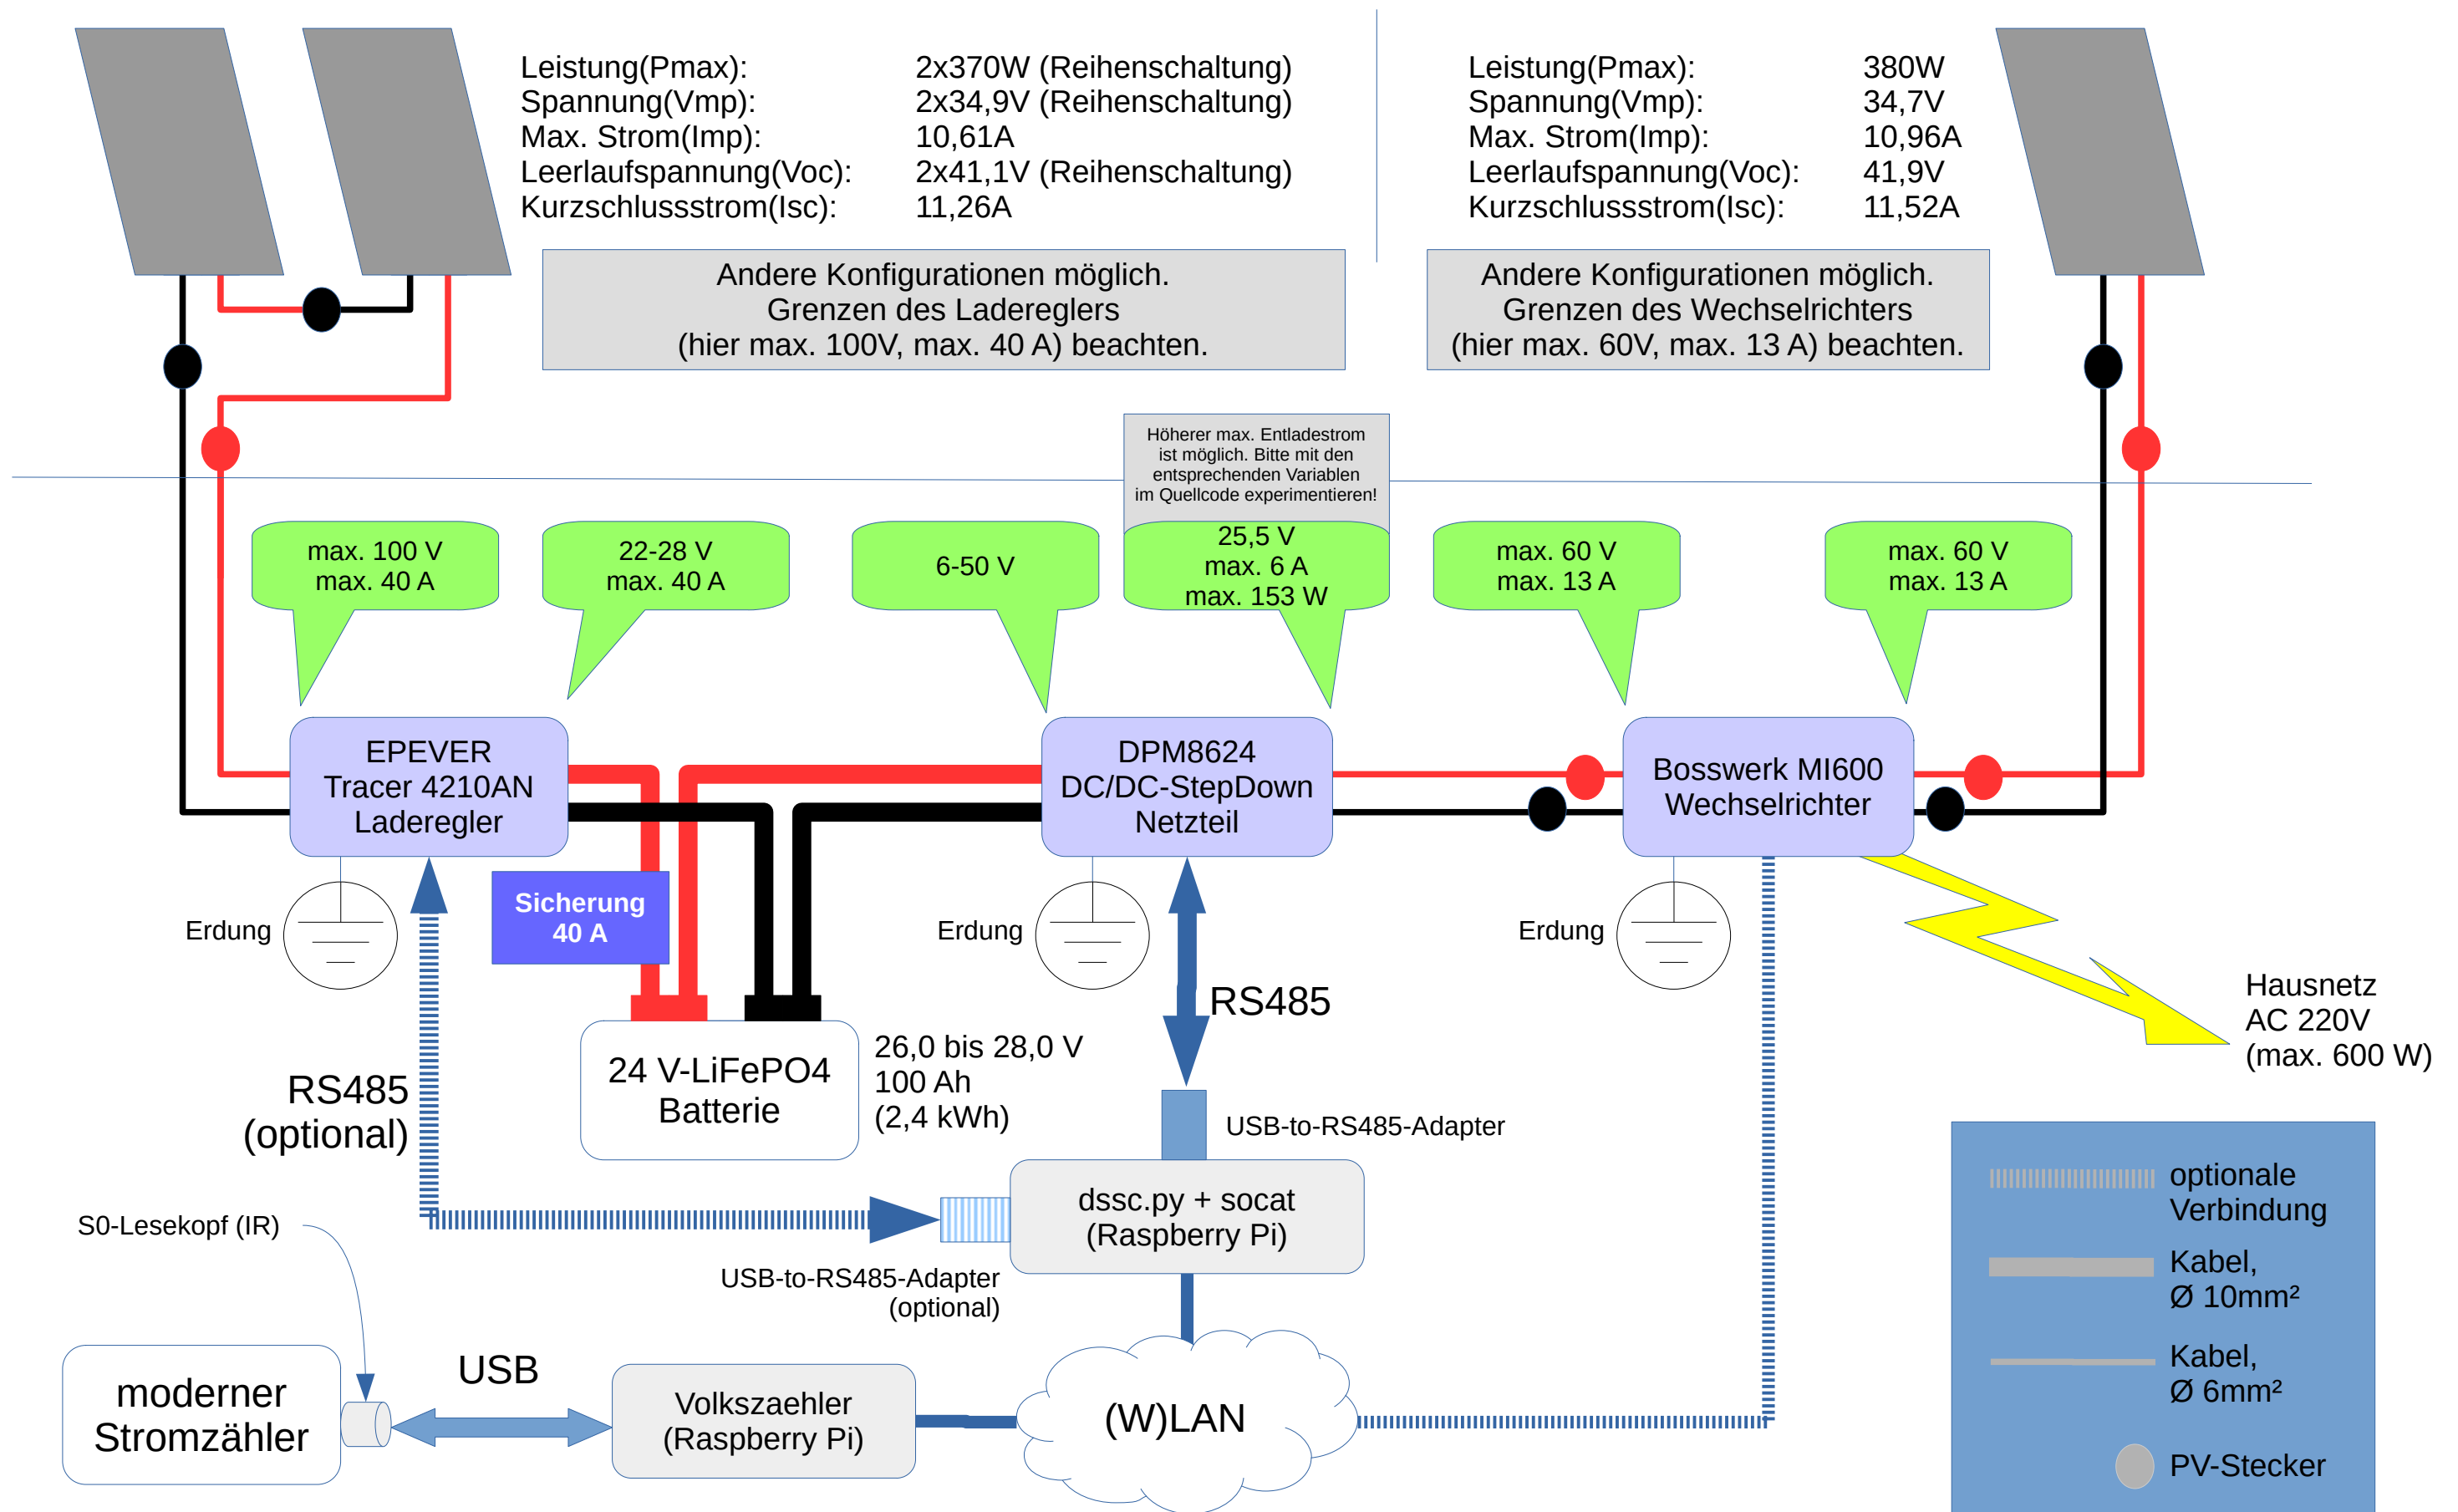 Leistung(Pmax): 2x370W (Reihenschaltung)
Spannung(Vmp): 2x34,9V (Reihenschaltung)
Max. Strom(Imp): 10,61A
Leerlaufspannung(Voc): 2x41,1V (Reihenschaltung)
Kurzschlussstrom(Isc): 11,26A
Leistung(Pmax): 380W
Spannung(Vmp): 34,7V
Max. Strom(Imp): 10,96A
Leerlaufspannung(Voc): 41,9V
Kurzschlussstrom(Isc): 11,52A
Andere Konfigurationen möglich.
Grenzen des Ladereglers
(hier max. 100V, max. 40 A) beachten.
Andere Konfigurationen möglich.
Grenzen des Wechselrichters
(hier max. 60V, max. 13 A) beachten.
Höherer max. Entladestrom
ist möglich. Bitte mit den
entsprechenden Variablen
im Quellcode experimentieren!
max. 100 V
max. 40 A
22-28 V
max. 40 A
6-50 V
25,5 V
max. 6 A
max. 153 W
max. 60 V
max. 13 A
max. 60 V
max. 13 A
EPEVER
Tracer 4210AN
Laderegler
DPM8624
DC/DC-StepDown
Netzteil
Bosswerk MI600
Wechselrichter
Erdung
Sicherung
40 A
Erdung
Erdung
RS485
Hausnetz
AC 220V
(max. 600 W)
24 V-LiFePO4
Batterie
26,0 bis 28,0 V
100 Ah
(2,4 kWh)
RS485
(optional)
USB-to-RS485-Adapter
dssc.py + socat
(Raspberry Pi)
S0-Lesekopf (IR)
USB-to-RS485-Adapter
(optional)
moderner
Stromzähler
USB
Volkszaehler
(Raspberry Pi)
(W)LAN
optionale
Verbindung
Kabel,
Ø 10mm²
Kabel,
Ø 6mm²
PV-Stecker